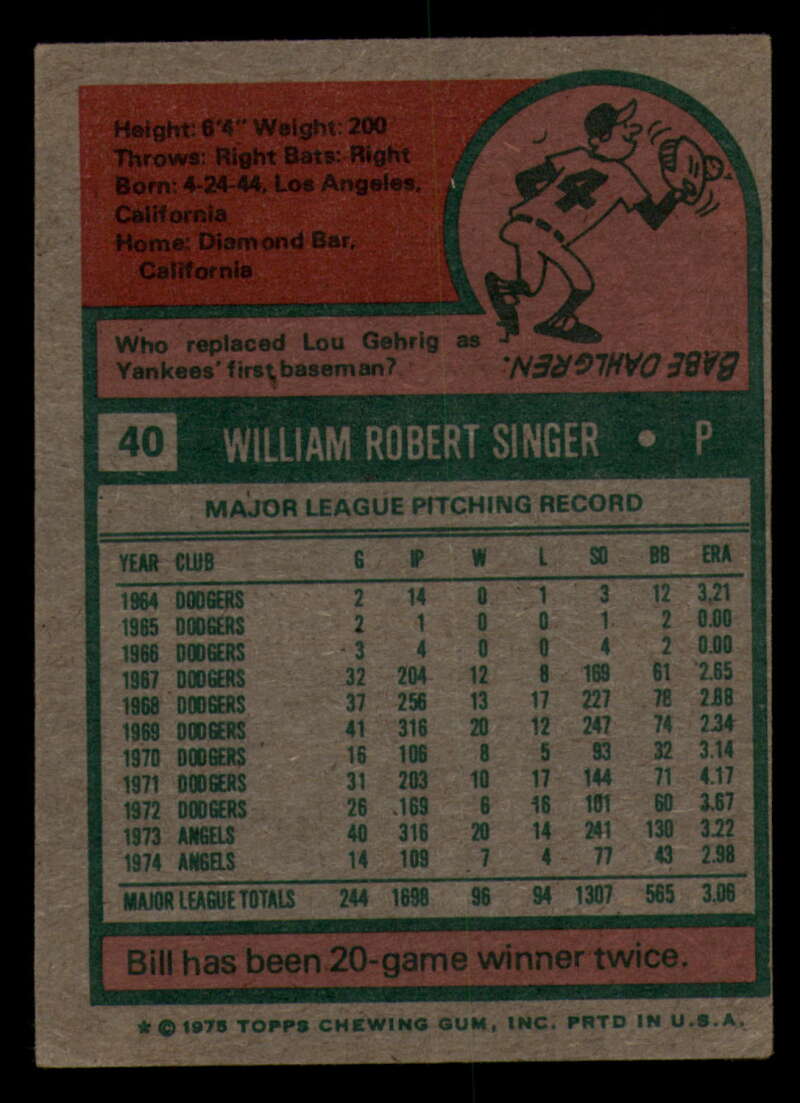 Height: 6'4" Weight: 200
Throws: Right Bats: Right
Born: 4-24-44, Los Angeles,
California
Home: Diamond Bar,
California
4
Who replaced Lou Gehrig as
Yankees' first baseman?
BABE DAHLGREN.
40 WILLIAM ROBERT SINGER • P
MAJOR LEAGUE PITCHING RECORD
YEAR CLUB G IP W L SO BB ERA
1964 DODGERS 2 14 0 1 3 12 3.21
1965 DODGERS 2 1 0 0 1 2 0.00
1966 DODGERS 3 4 0 0 4 2 0.00
1967 DODGERS 32 204 12 8 169 61 2.65
1968 DODGERS 37 256 13 17 227 78 2.88
1969 DODGERS 41 316 20 12 247 74 2.34
1970 DODGERS 16 106 8 5 93 32 3.14
1971 DODGERS 31 203 10 17 144 71 4.17
1972 DODGERS 26 169 6 16 101 60 3.67
1973 ANGELS 40 316 20 14 241 130 3.22
1974 ANGELS 14 109 7 4 77 43 2.98
MAJOR LEAGUE TOTALS 244 1698 96 94 1307 565 3.06
Bill has been 20-game winner twice.
* © 1975 TOPPS CHEWING GUM, INC. PRTD IN U.S.A.